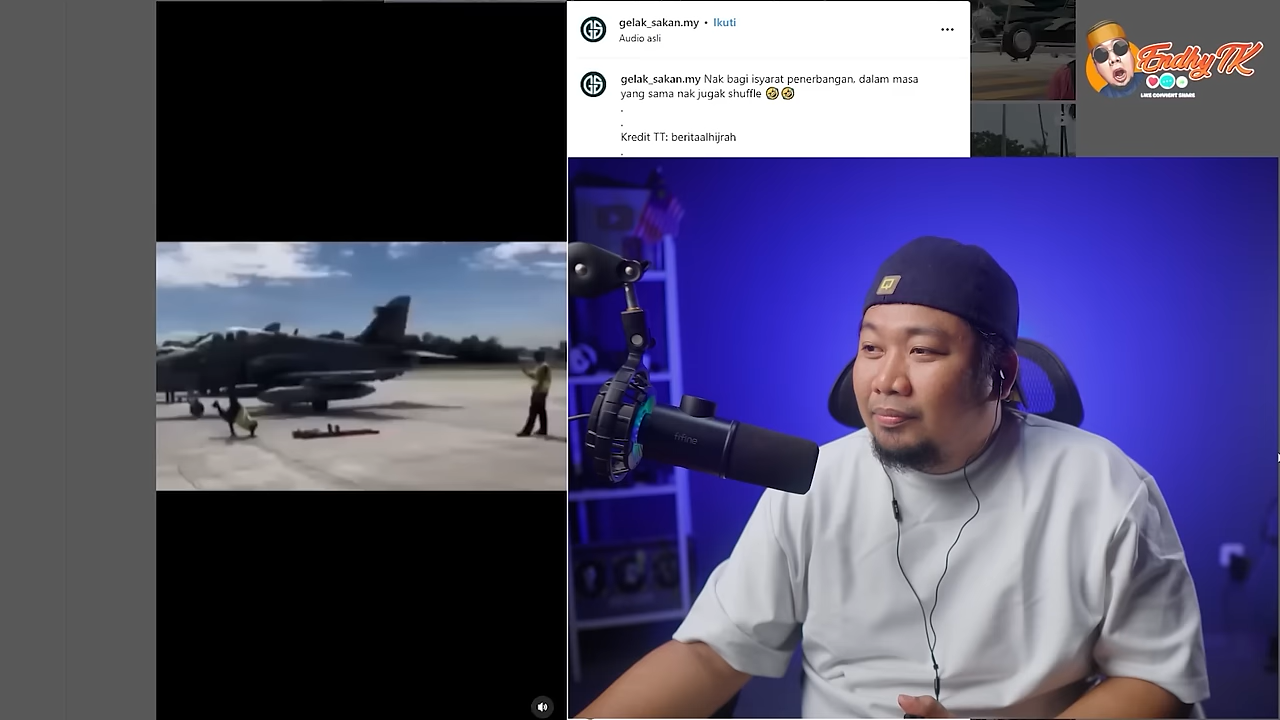 gelak_sakan.my • Ikuti
Audio asli
gelak_sakan.my Nak bagi isyarat penerbangan, dalam masa
yang sama nak jugak shuffle 🤣🤣
.
.
Kredit TT: beritaalhijrah
.
EndhyTK
LIKE COMMENT SHARE
fifine